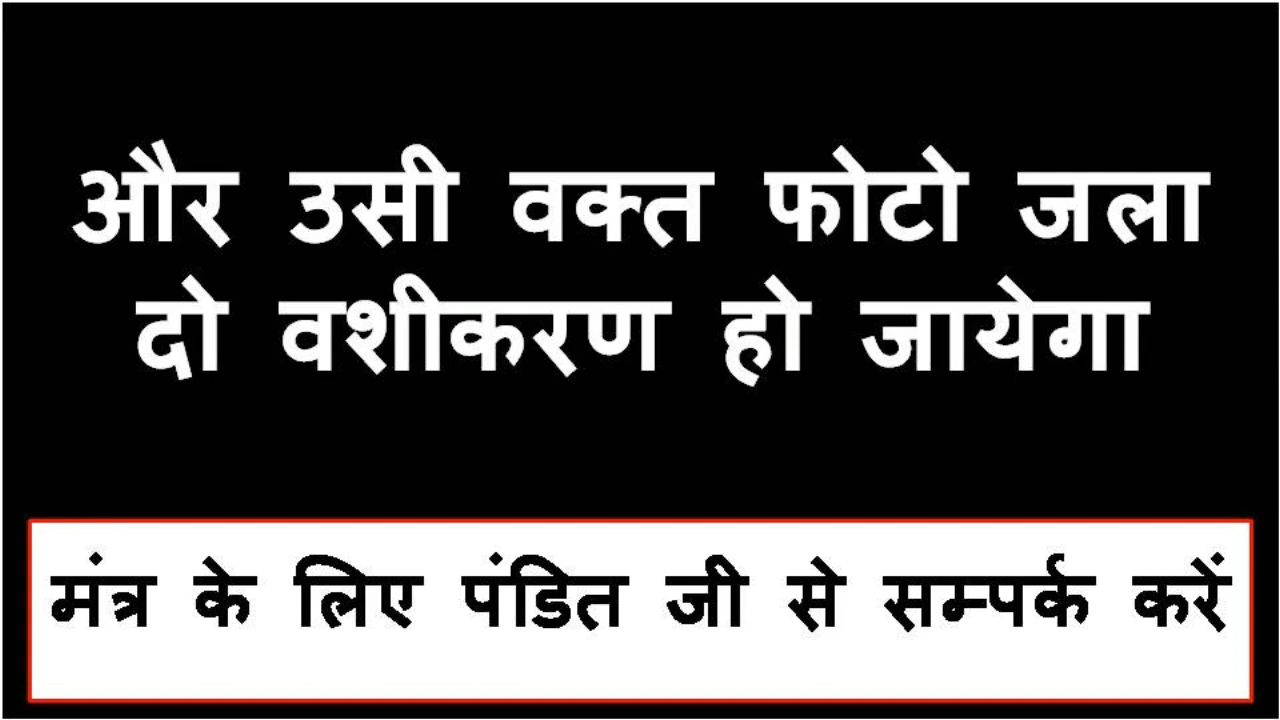 और उसी वक्त फोटो जला
दो वशीकरण हो जायेगा
मंत्र के लिए पंडित जी से सम्पर्क करें